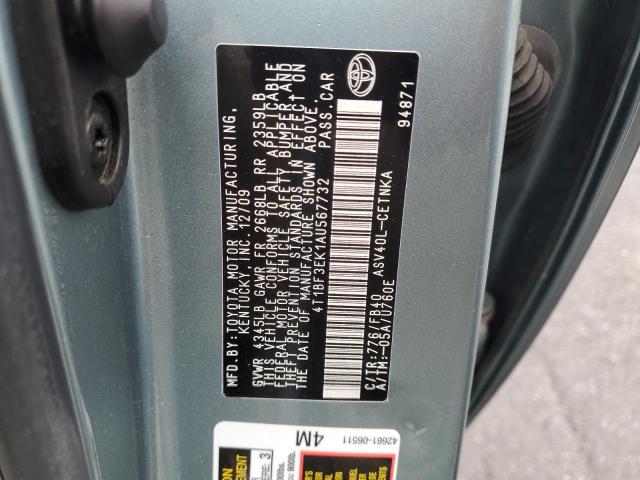 MFD.BY: TOYOTA MOTOR MANUFACTURING,
KENTUCKY, INC. 12/09
GVWR 4345LB GAWR FR 2668LB RR 2359LB
THIS VEHICLE CONFORMS TO ALL APPLICABLE
FEDERAL MOTOR VEHICLE SAFETY, BUMPER, AND
THEFT PREVENTION STANDARDS IN EFFECT ON
THE DATE OF MANUFACTURE SHOWN ABOVE.
4T1BF3EK1AU567732 PASS.CAR
C/TR:776/FB40 ASV40L-CETNKA
A/TM:-05A/U760E
94871
4M
42661-06511